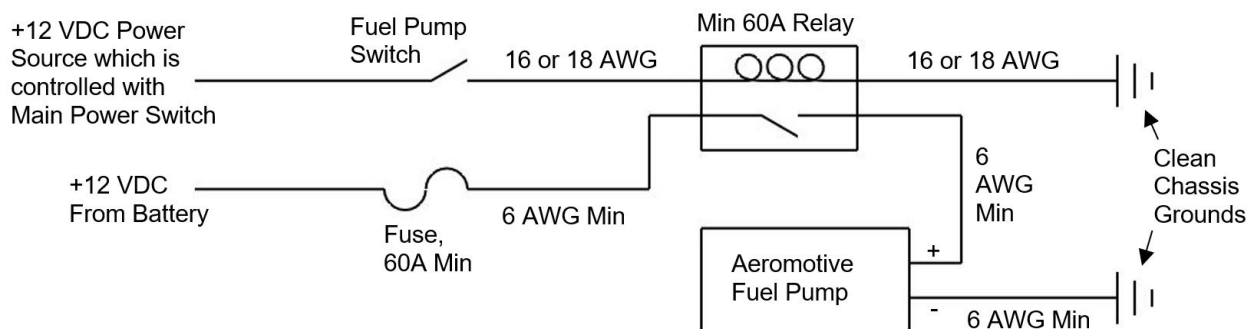 +12 VDC Power
Source which is
controlled with
Main Power Switch
Fuel Pump
Switch
16 or 18 AWG
Min 60A Relay
16 or 18 AWG
+12 VDC
From Battery
Fuse,
60A Min
6 AWG Min
6
AWG
Min
Clean
Chassis
Grounds
Aeromotive
Fuel Pump
+
-
6 AWG Min